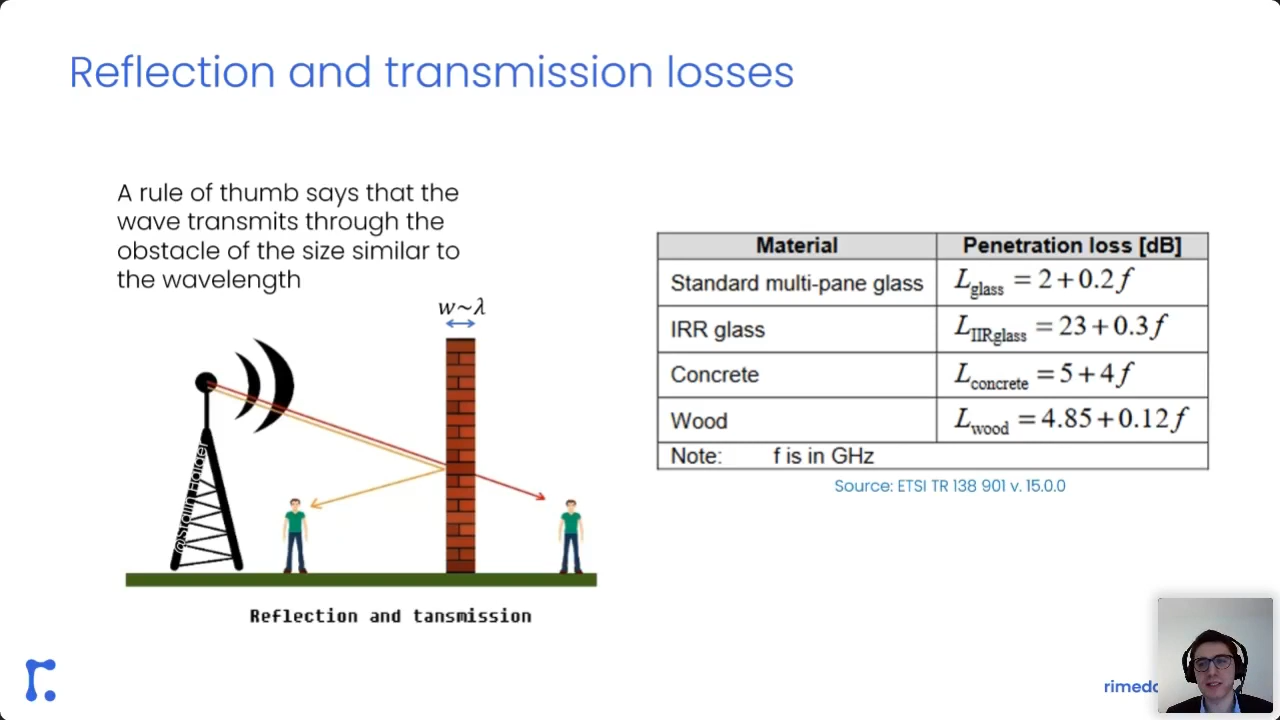 Reflection and transmission losses
A rule of thumb says that the
wave transmits through the
obstacle of the size similar to
the wavelength
w~λ
@Stalin Halder
Reflection and tansmission
Material Penetration loss [dB]
Standard multi-pane glass L_glass = 2+0.2f
IRR glass L_IIRglass = 23+0.3f
Concrete L_concrete = 5+4f
Wood L_wood = 4.85+0.12f
Note: f is in GHz
Source: ETSI TR 138 901 v. 15.0.0